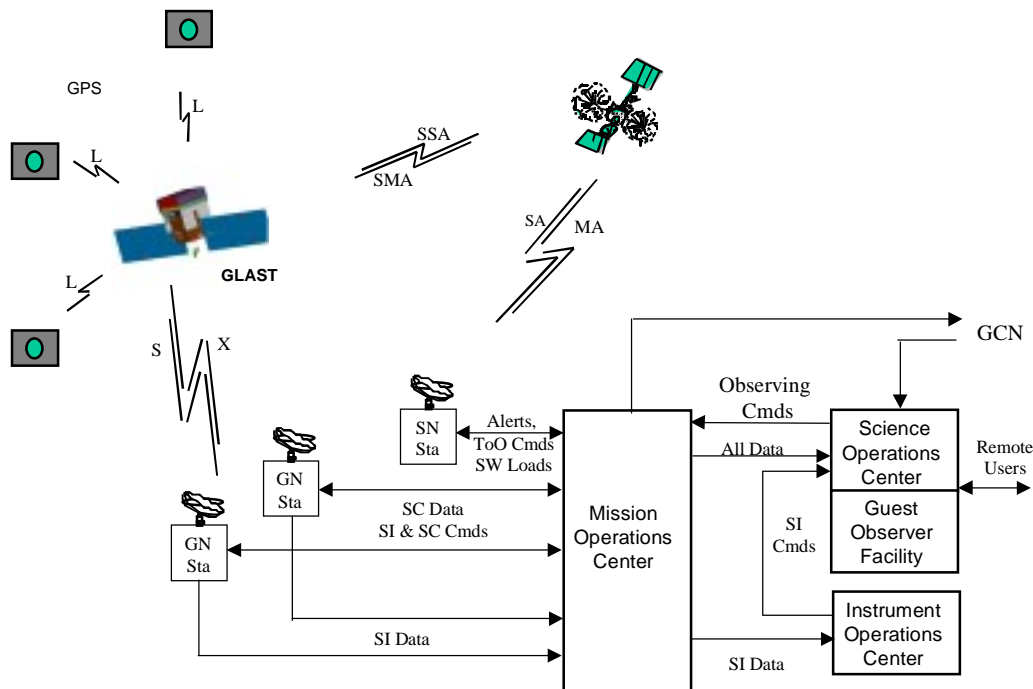 GPS
L
L
L
GLAST
SSA
SMA
SA
MA
S
X
GCN
SN
Sta
Alerts,
ToO Cmds
SW Loads
GN
Sta
SC Data
SI & SC Cmds
GN
Sta
SI Data
Mission
Operations
Center
Observing
Cmds
All Data
SI
Cmds
SI Data
Science
Operations
Center
Guest
Observer
Facility
Remote
Users
Instrument
Operations
Center